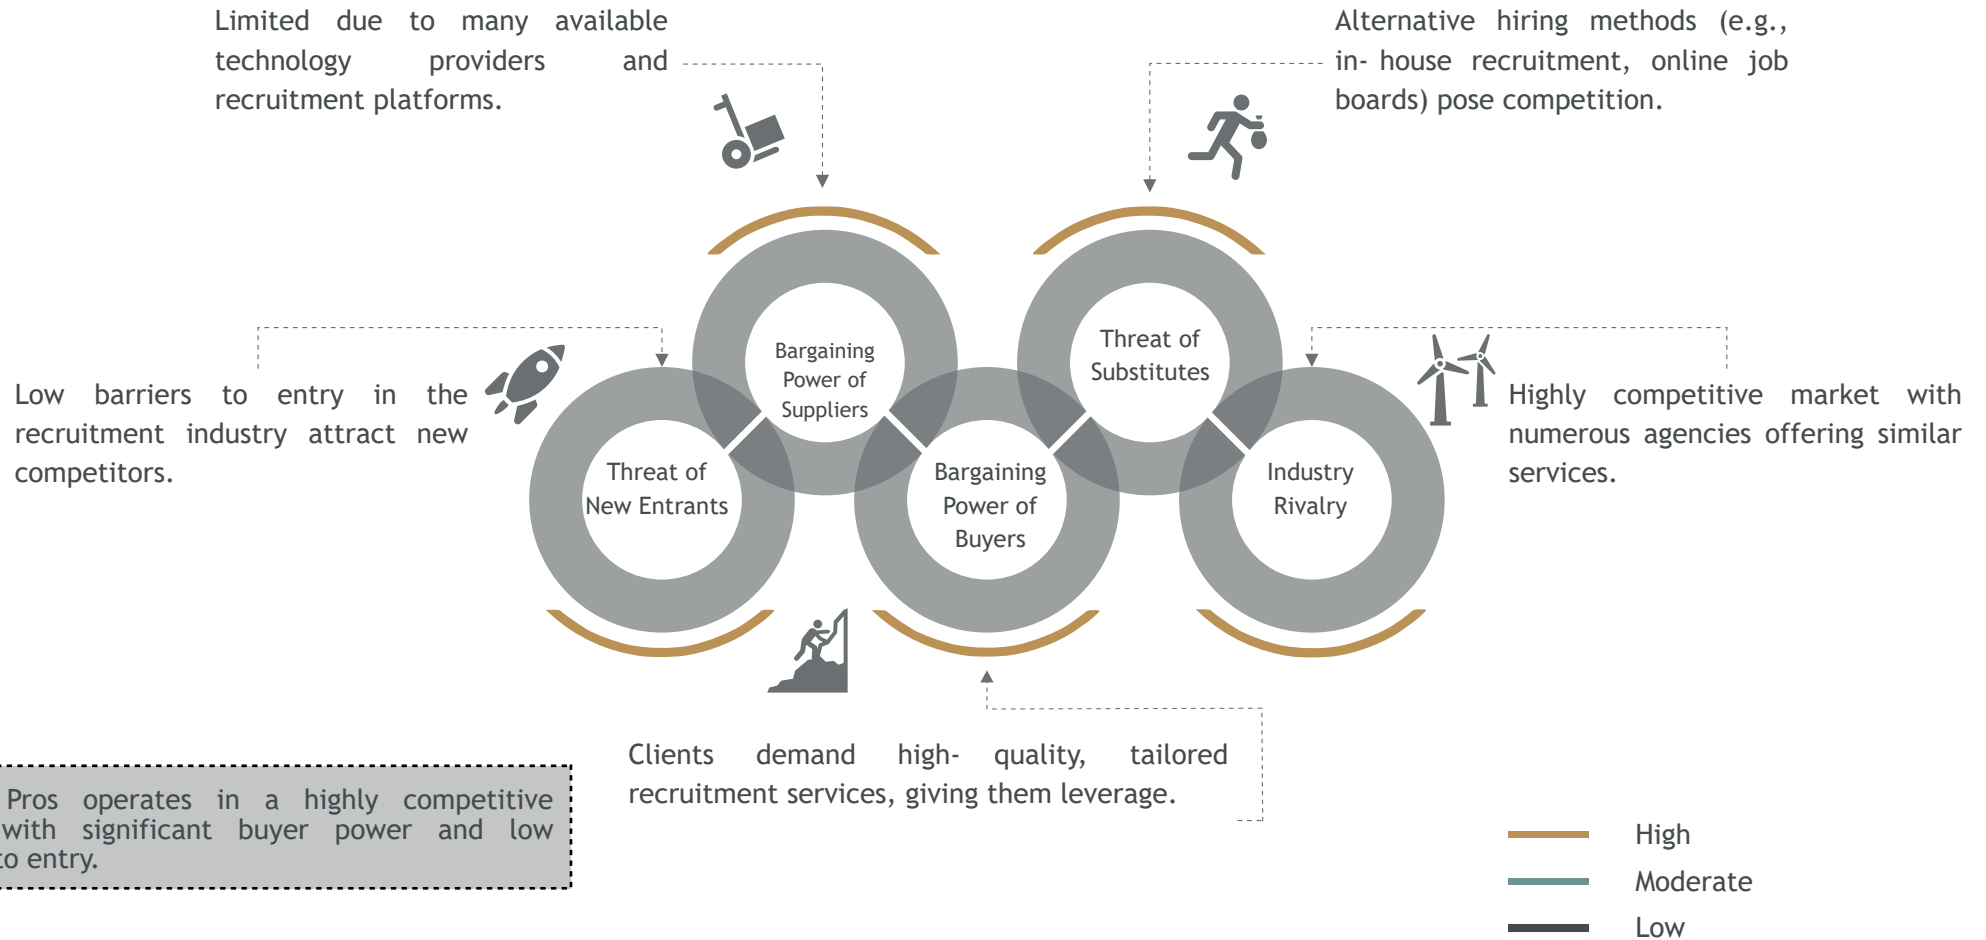 Limited due to many available
technology providers and
recruitment platforms.
Alternative hiring methods (e.g.,
in- house recruitment, online job
boards) pose competition.
Low barriers to entry in the
recruitment industry attract new
competitors.
Bargaining
Power of
Suppliers
Threat of
Substitutes
Highly competitive market with
numerous agencies offering similar
services.
Threat of
New Entrants
Bargaining
Power of
Buyers
Industry
Rivalry
Clients demand high- quality, tailored
recruitment services, giving them leverage.
Pros operates in a highly competitive
with significant buyer power and low
to entry.
High
Moderate
Low